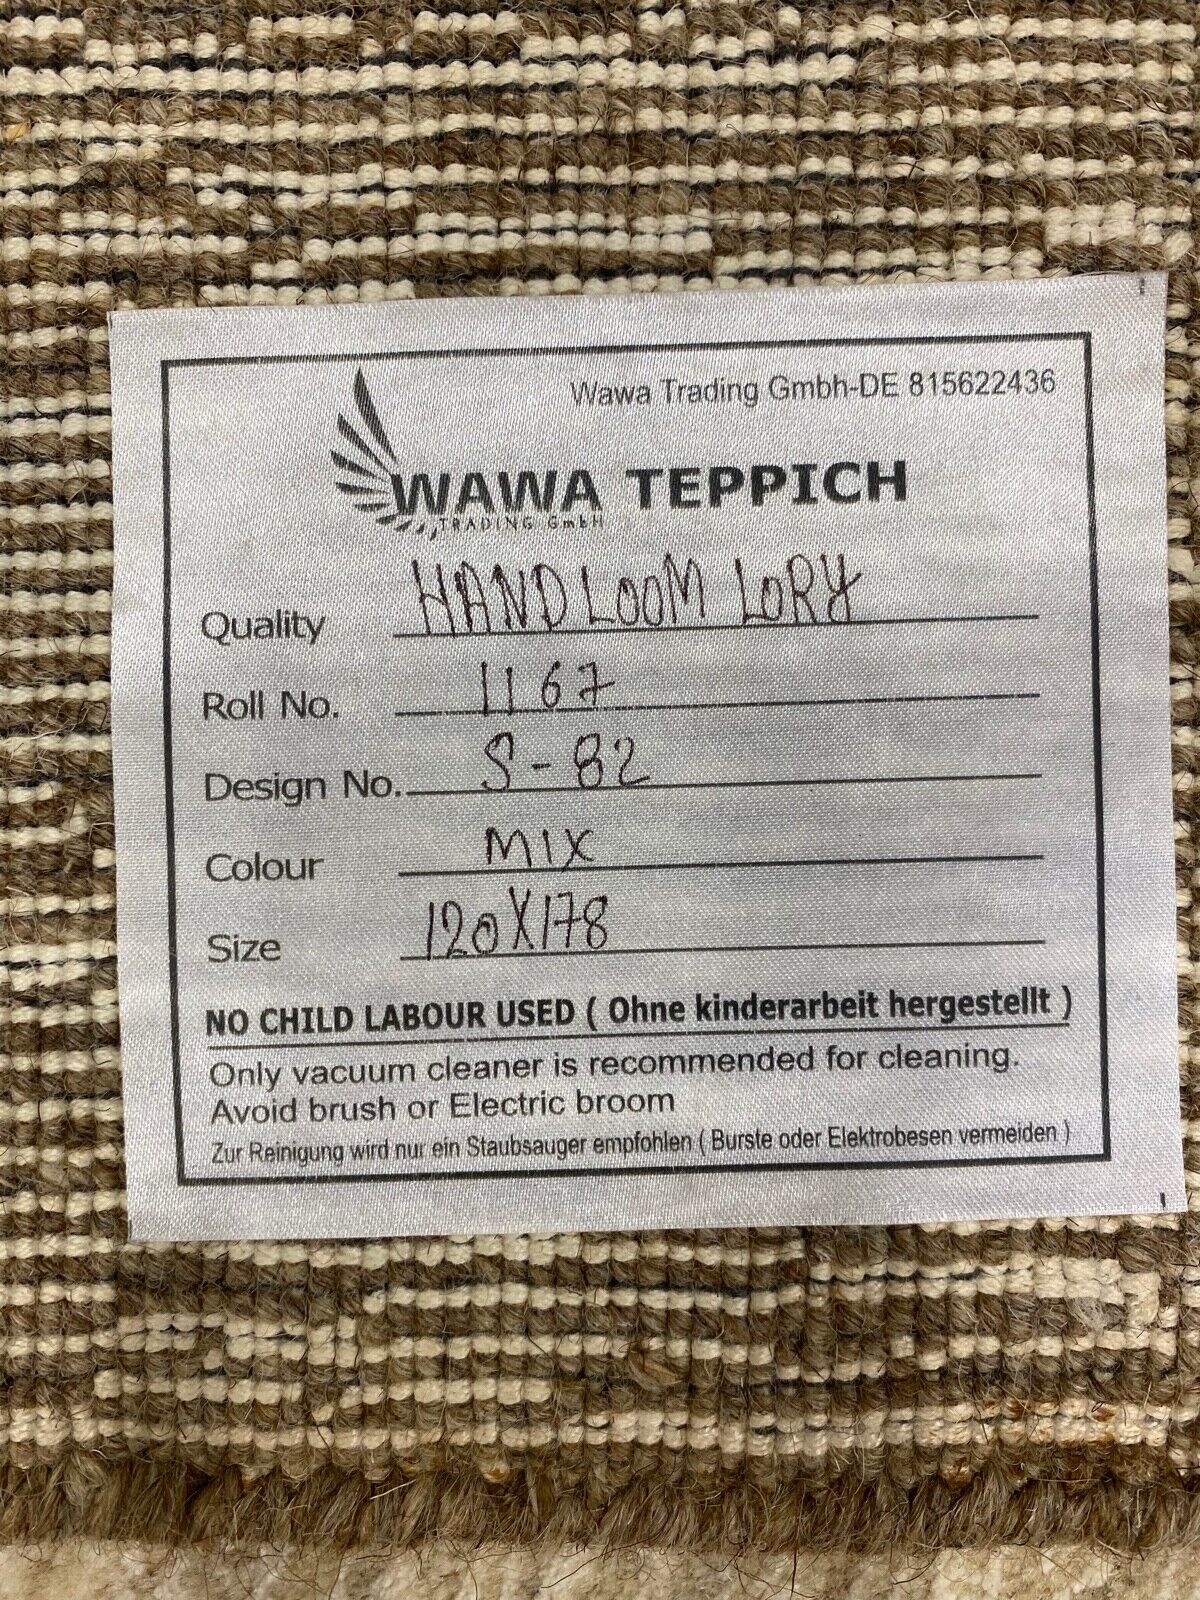 Wawa Trading Gmbh-DE 815622436
WAWA TEPPICH
TRADING GmbH
Quality HANDLOOM LORY
Roll No. 1167
Design No. S-82
Colour MIX
Size 120X178
NO CHILD LABOUR USED ( Ohne kinderarbeit hergestellt )
Only vacuum cleaner is recommended for cleaning.
Avoid brush or Electric broom
Zur Reinigung wird nur ein Staubsauger empfohlen ( Burste oder Elektrobesen vermeiden )